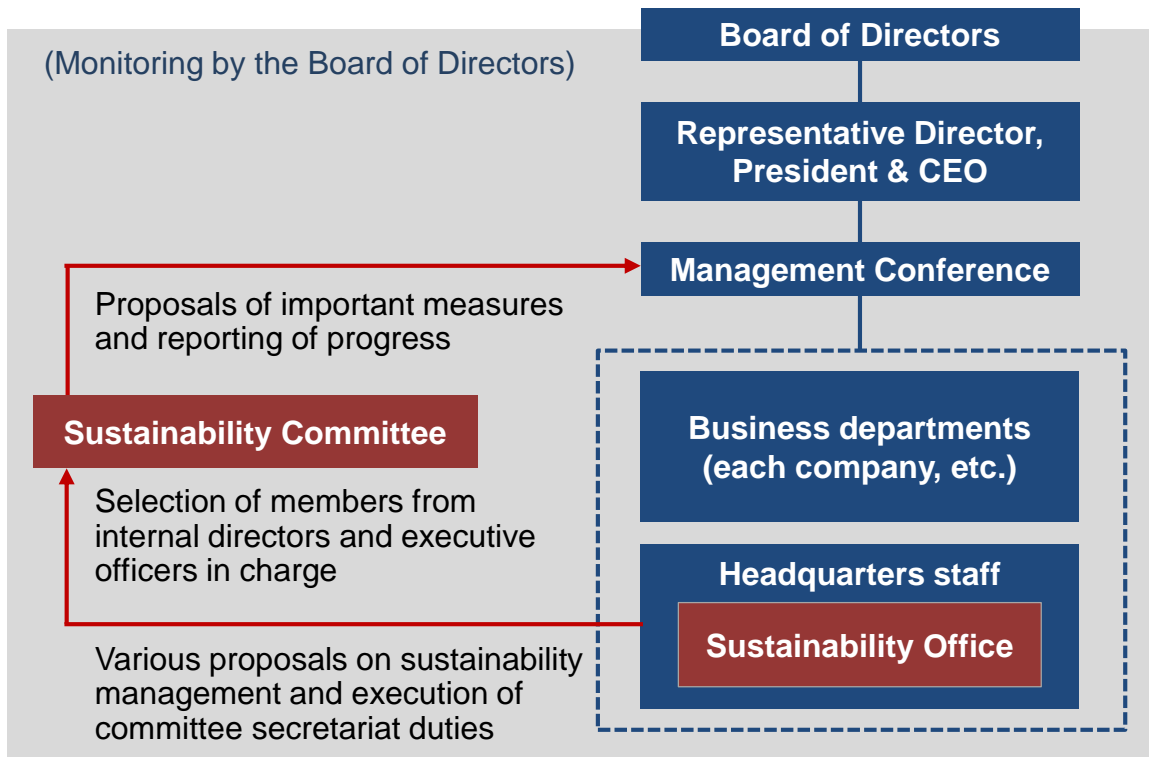 Board of Directors
(Monitoring by the Board of Directors)
Representative Director,
President & CEO
Management Conference
Proposals of important measures
and reporting of progress
Sustainability Committee
Business departments
(each company, etc.)
Selection of members from
internal directors and executive
officers in charge
Headquarters staff
Sustainability Office
Various proposals on sustainability
management and execution of
committee secretariat duties